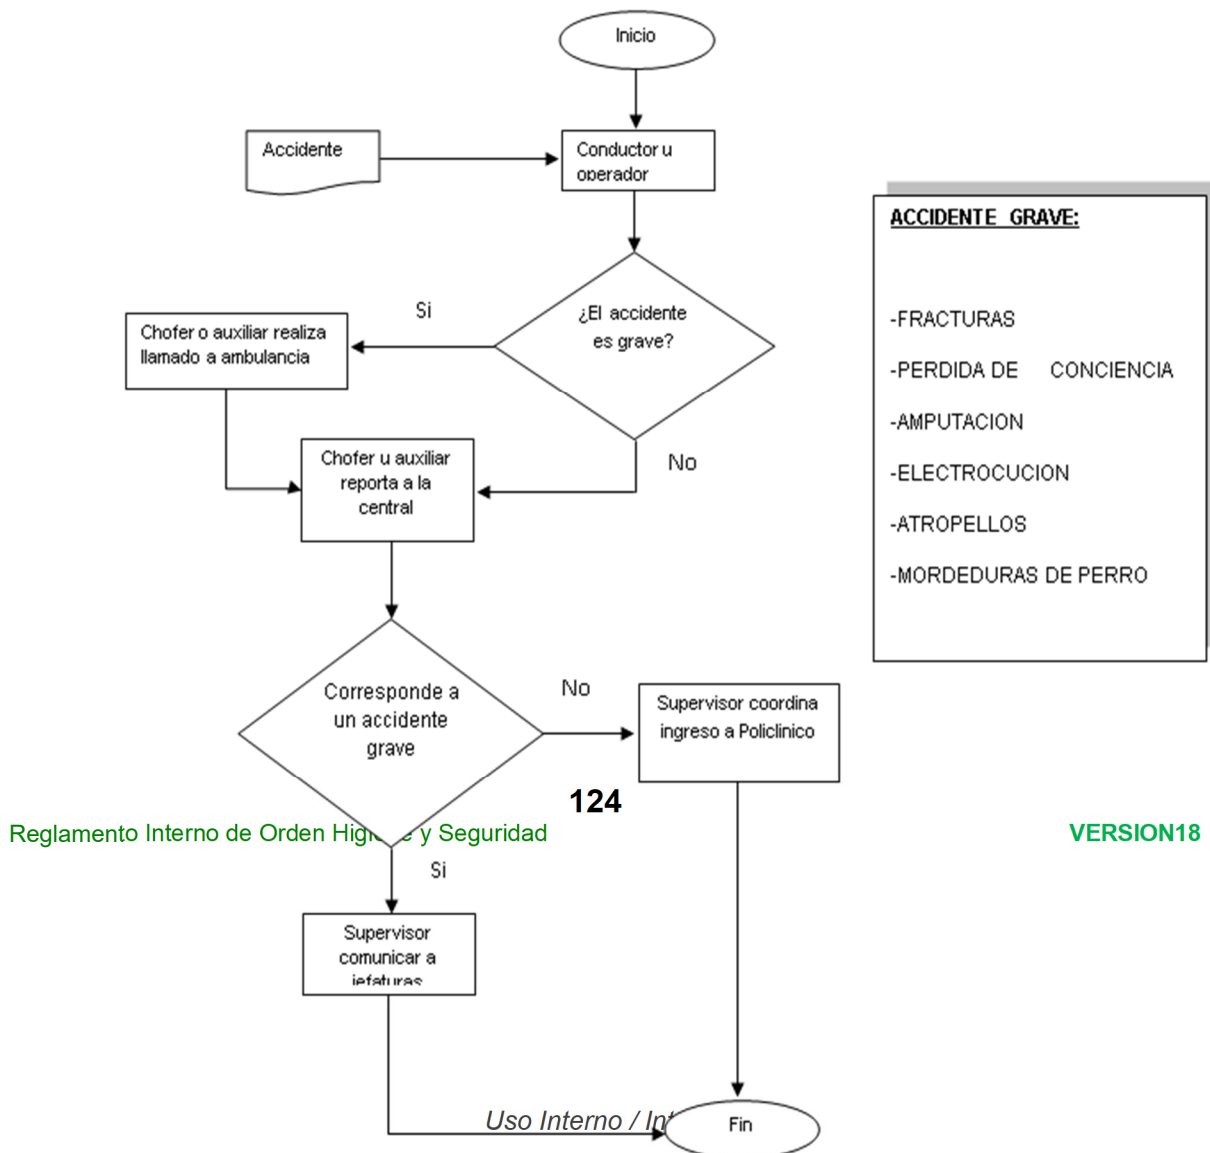 Inicio
Accidente
Conductor u
operador
ACCIDENTE GRAVE:
-FRACTURAS
-PERDIDA DE CONCIENCIA
-AMPUTACION
-ELECTROCUCION
-ATROPELLOS
-MORDEDURAS DE PERRO
¿El accidente
es grave?
Si
Chofer o auxiliar realiza
llamado a ambulancia
No
Chofer u auxiliar
reporta a la
central
Corresponde a
un accidente
grave
No
Supervisor coordina
ingreso a Policlinico
124
Reglamento Interno de Orden y Seguridad
VERSION18
Si
Supervisor
comunicar a
jefaturas
Uso Interno /
Fin